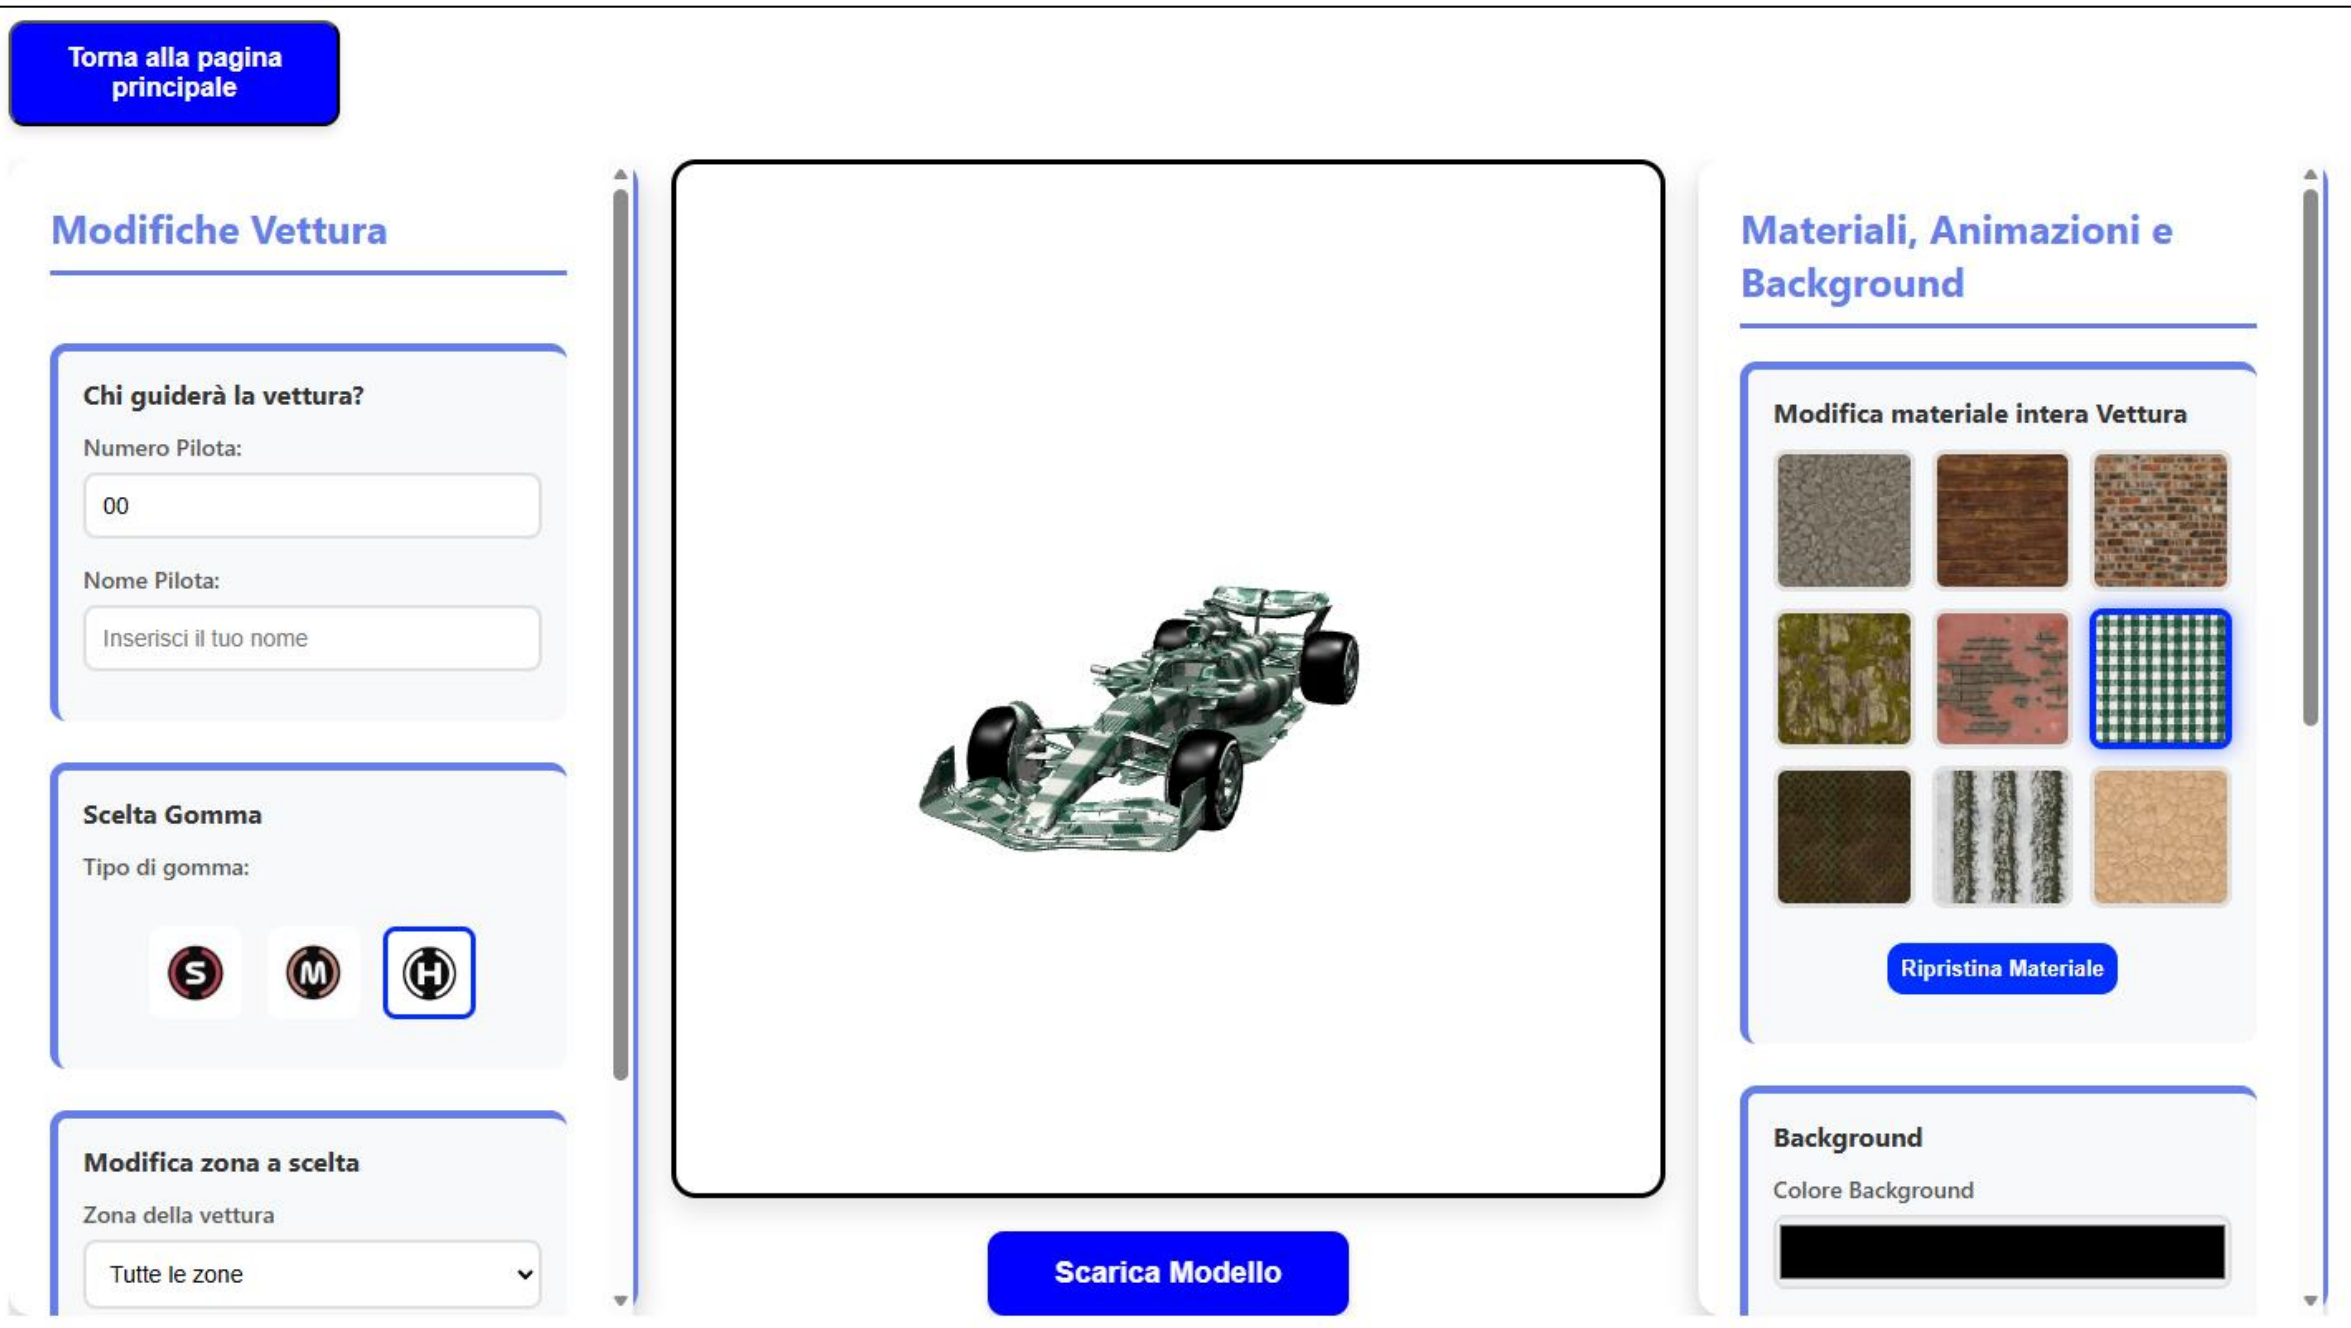 Torna alla pagina
principale
Modifiche Vettura
Chi guiderà la vettura?
Numero Pilota:
00
Nome Pilota:
Inserisci il tuo nome
Scelta Gomma
Tipo di gomma:
S M H
Modifica zona a scelta
Zona della vettura
Tutte le zone
Scarica Modello
Materiali, Animazioni e
Background
Modifica materiale intera Vettura
Ripristina Materiale
Background
Colore Background